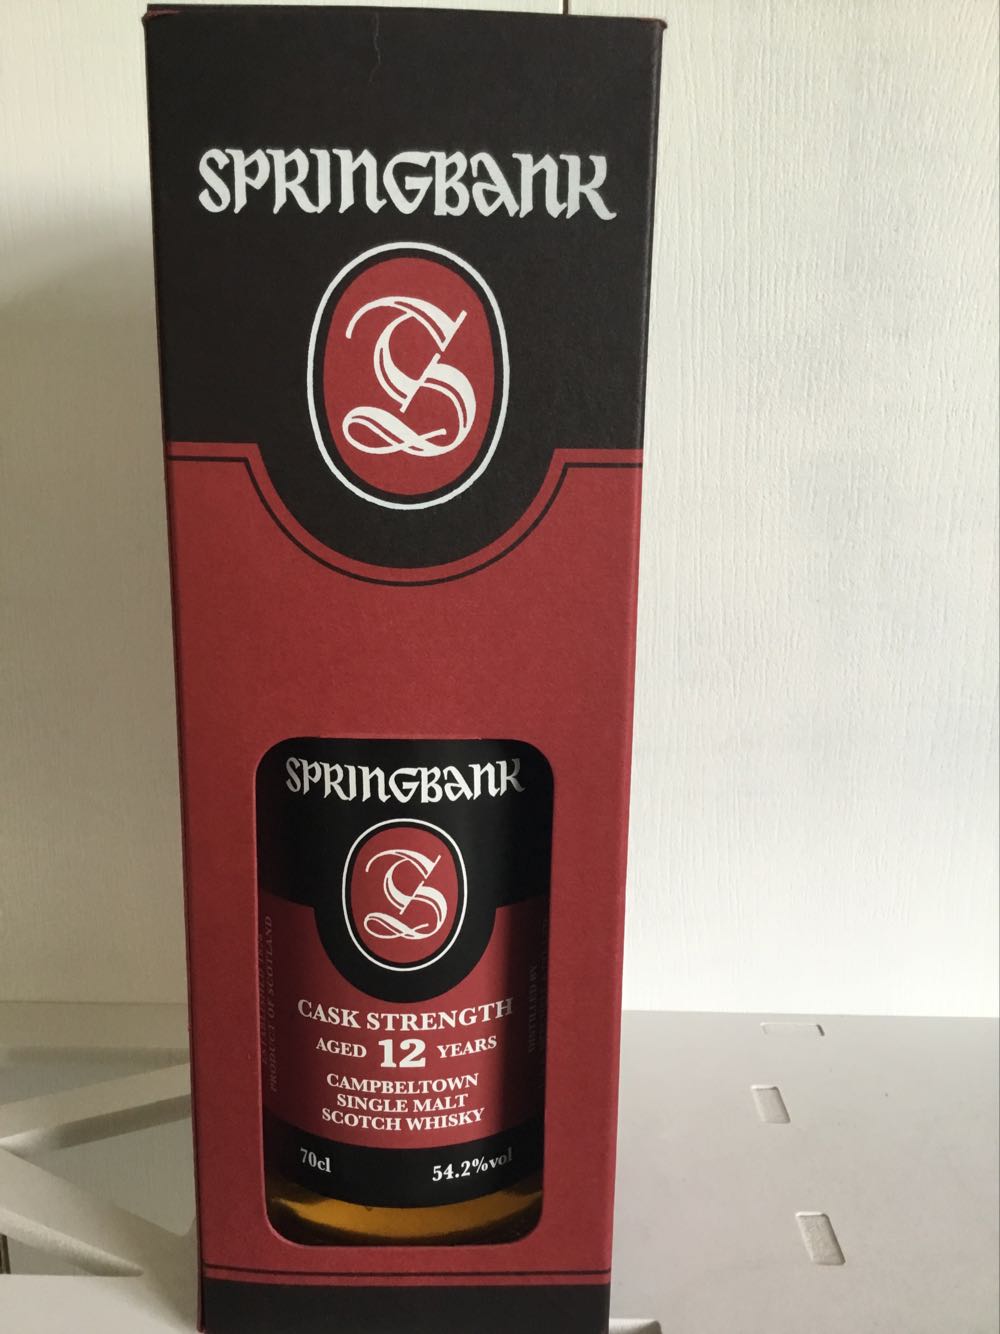 SPRINGBANK
S
SPRINGBANK
S
CASK STRENGTH
AGED 12 YEARS
CAMPBELTOWN
SINGLE MALT
SCOTCH WHISKY
70cl 54.2%vol
PRODUCT OF SCOTLAND